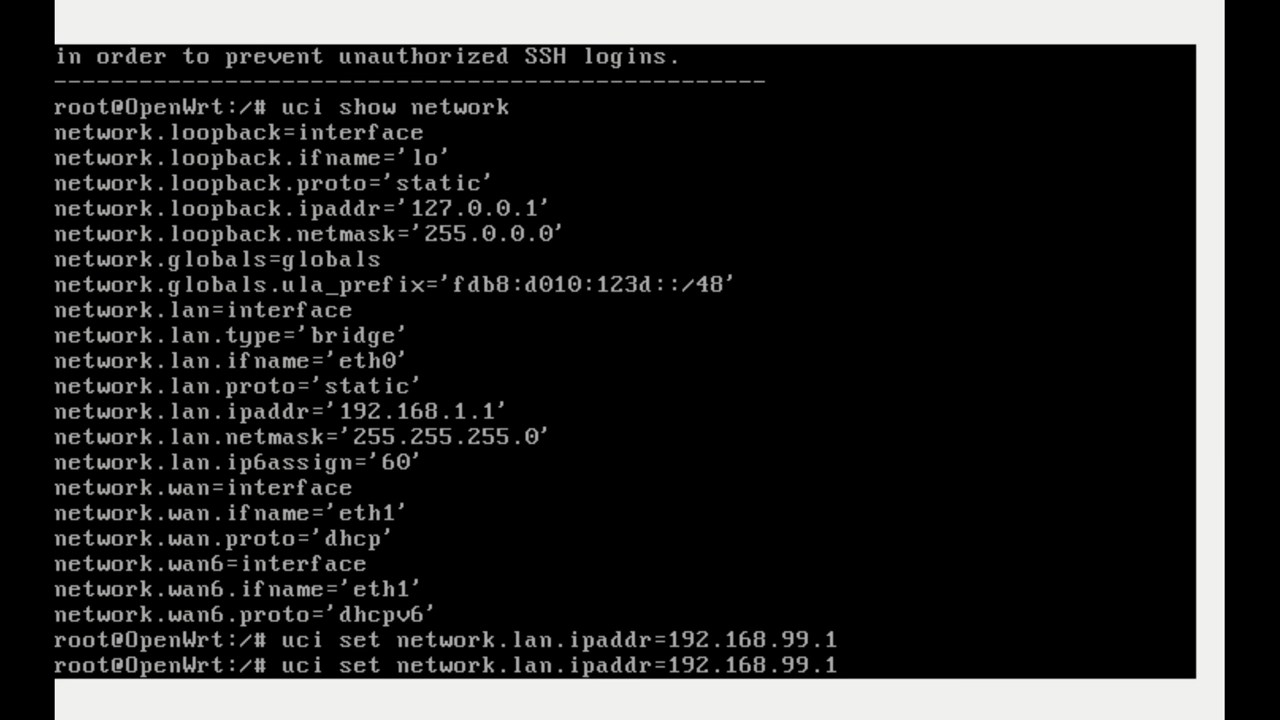 in order to prevent unauthorized SSH logins.
--------------------------------------------------
root@OpenWrt:/# uci show network
network.loopback=interface
network.loopback.ifname='lo'
network.loopback.proto='static'
network.loopback.ipaddr='127.0.0.1'
network.loopback.netmask='255.0.0.0'
network.globals=globals
network.globals.ula_prefix='fdb8:d010:123d::/48'
network.lan=interface
network.lan.type='bridge'
network.lan.ifname='eth0'
network.lan.proto='static'
network.lan.ipaddr='192.168.1.1'
network.lan.netmask='255.255.255.0'
network.lan.ip6assign='60'
network.wan=interface
network.wan.ifname='eth1'
network.wan.proto='dhcp'
network.wan6=interface
network.wan6.ifname='eth1'
network.wan6.proto='dhcpv6'
root@OpenWrt:/# uci set network.lan.ipaddr=192.168.99.1
root@OpenWrt:/# uci set network.lan.ipaddr=192.168.99.1